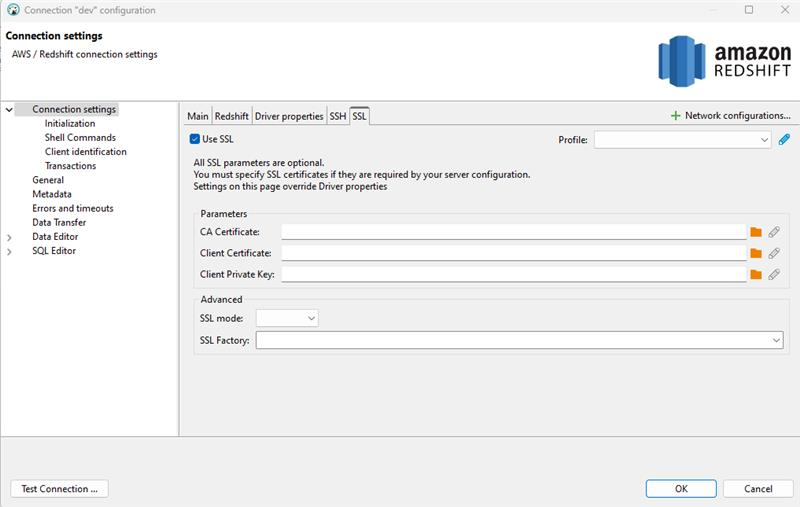 Connection "dev" configuration
Connection settings
AWS / Redshift connection settings
amazon
REDSHIFT
Connection settings
Initialization
Shell Commands
Client identification
Transactions
General
Metadata
Errors and timeouts
Data Transfer
Data Editor
SQL Editor
Main Redshift Driver properties SSH SSL
Network configurations...
Use SSL
Profile:
All SSL parameters are optional.
You must specify SSL certificates if they are required by your server configuration.
Settings on this page override Driver properties
Parameters
CA Certificate:
Client Certificate:
Client Private Key:
Advanced
SSL mode:
SSL Factory:
Test Connection ...
OK
Cancel